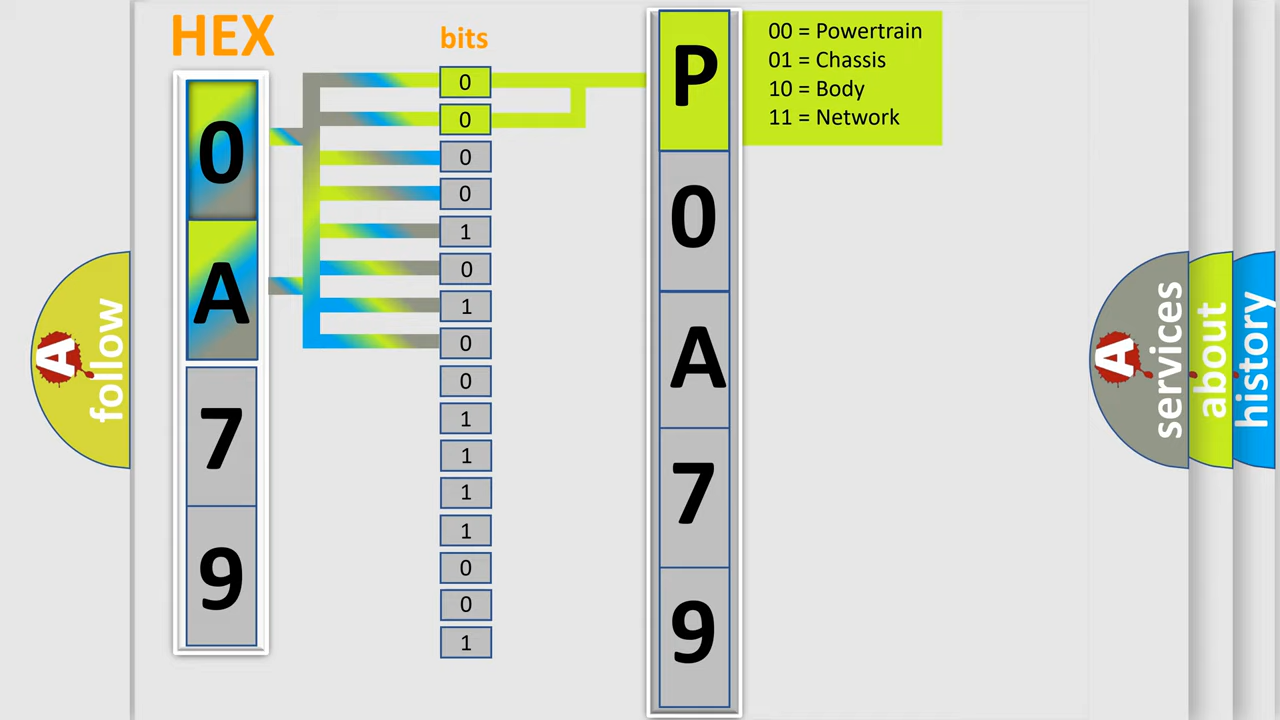 HEX
bits
0
A
7
9
0
0
0
0
1
0
1
0
0
1
1
1
1
0
0
1
P
0
A
7
9
00 = Powertrain
01 = Chassis
10 = Body
11 = Network
A
follow
A
services
about
history